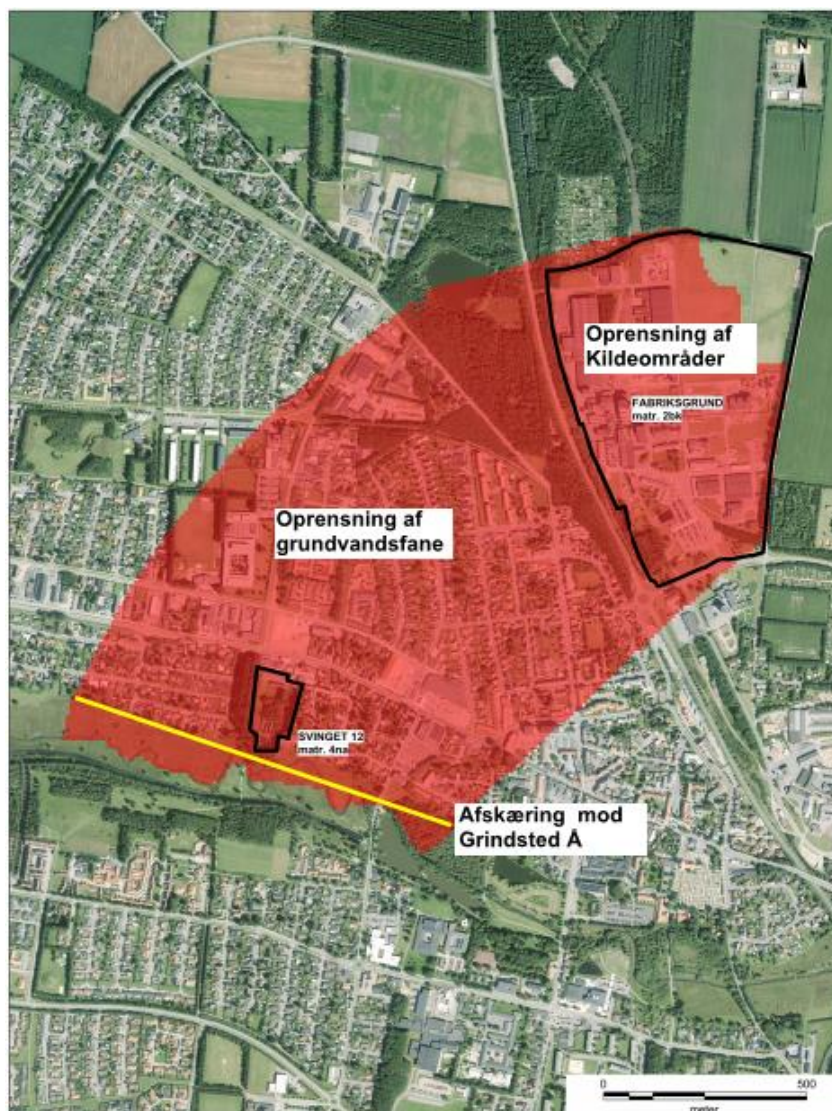 N
Oprensning af
Kildeområder
FABRIKSGRUND
matr. 2bk
Oprensning af
grundvandsfane
SVINGET 12
matr. 4na
Afskæring mod
Grindsted Å
0 500
meter